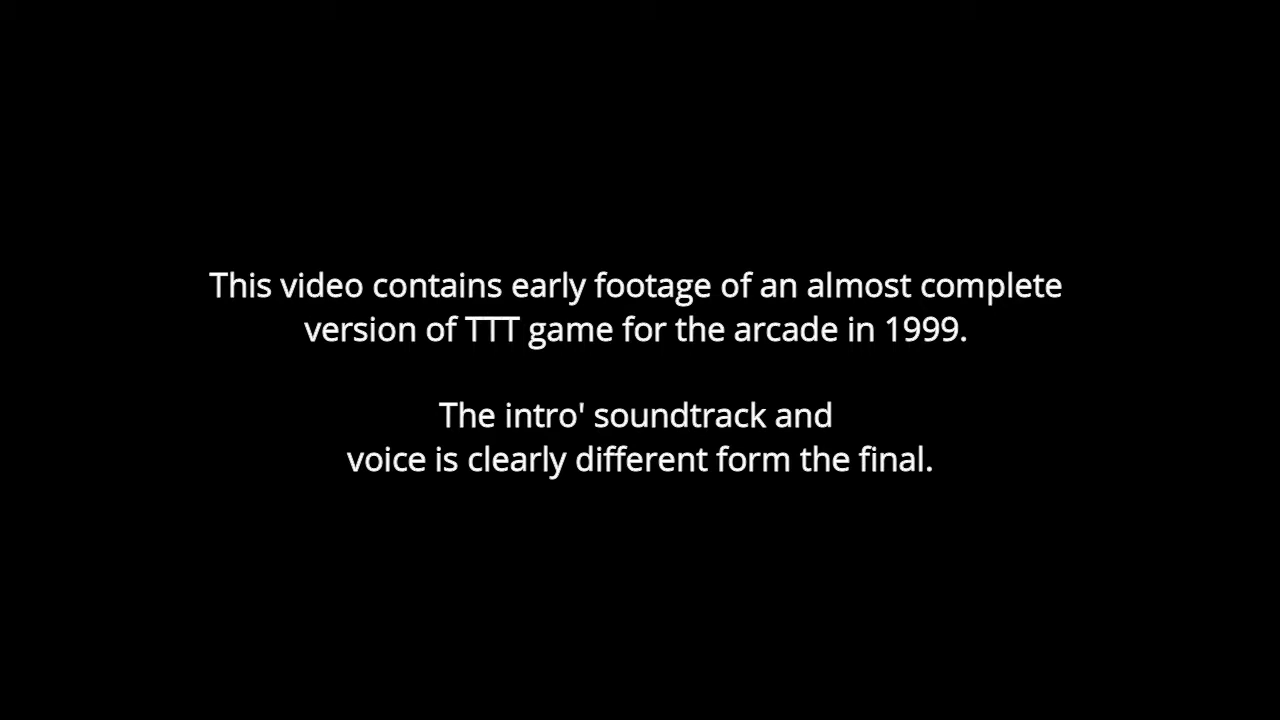 This video contains early footage of an almost complete
version of TTT game for the arcade in 1999.
The intro' soundtrack and
voice is clearly different form the final.